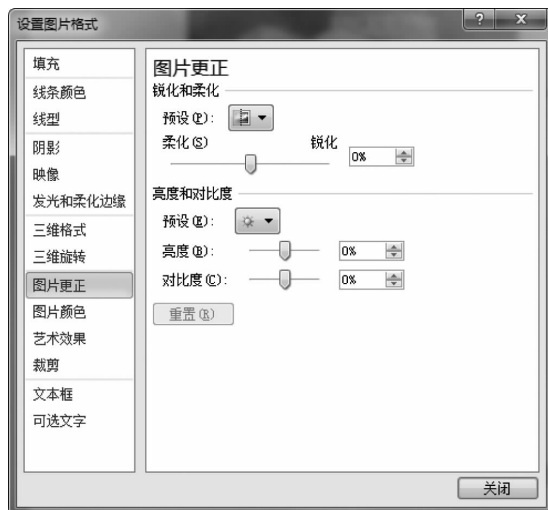 设置图片格式
填充
线条颜色
线型
阴影
映像
发光和柔化边缘
三维格式
三维旋转
图片更正
图片颜色
艺术效果
裁剪
文本框
可选文字
图片更正
锐化和柔化
预设(P):
柔化(S) 锐化
0%
亮度和对比度
预设(E):
亮度(B): 0%
对比度(C): 0%
重置(R)
关闭